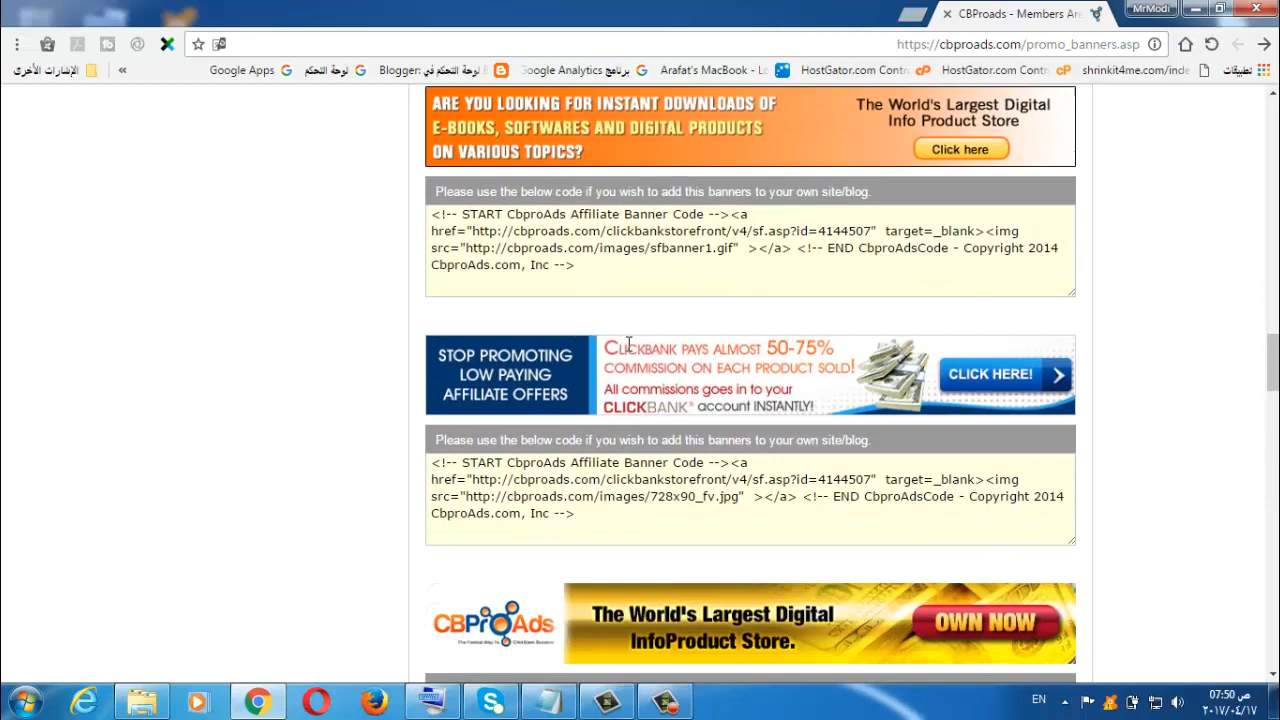 CBProads - Members Are
MrModi
https://cbproads.com/promo_banners.asp
الإشارات الأخرى
Google Apps
لوحة التحكم
Blogger: لوحة التحكم في
برنامج Google Analytics
Arafat's MacBook - Lo
HostGator.com Contr
HostGator.com Contr
shrinkit4me.com/inde
تطبيقات
ARE YOU LOOKING FOR INSTANT DOWNLOADS OF
E-BOOKS, SOFTWARES AND DIGITAL PRODUCTS
ON VARIOUS TOPICS?
The World's Largest Digital
Info Product Store
Click here
Please use the below code if you wish to add this banners to your own site/blog.
<!-- START CbproAds Affiliate Banner Code --><a
href="http://cbproads.com/clickbankstorefront/v4/sf.asp?id=4144507" target=_blank><img
src="http://cbproads.com/images/sfbanner1.gif" ></a> <!-- END CbproAdsCode - Copyright 2014
CbproAds.com, Inc -->
STOP PROMOTING
LOW PAYING
AFFILIATE OFFERS
CLICKBANK PAYS ALMOST 50-75%
COMMISSION ON EACH PRODUCT SOLD!
All commissions goes in to your
CLICKBANK® account INSTANTLY!
CLICK HERE!
Please use the below code if you wish to add this banners to your own site/blog.
<!-- START CbproAds Affiliate Banner Code --><a
href="http://cbproads.com/clickbankstorefront/v4/sf.asp?id=4144507" target=_blank><img
src="http://cbproads.com/images/728x90_fv.jpg" ></a> <!-- END CbproAdsCode - Copyright 2014
CbproAds.com, Inc -->
CBProAds
The World's Largest Digital
InfoProduct Store.
OWN NOW
EN
07:50 ص
٢٠١٧/٠٤/١٧